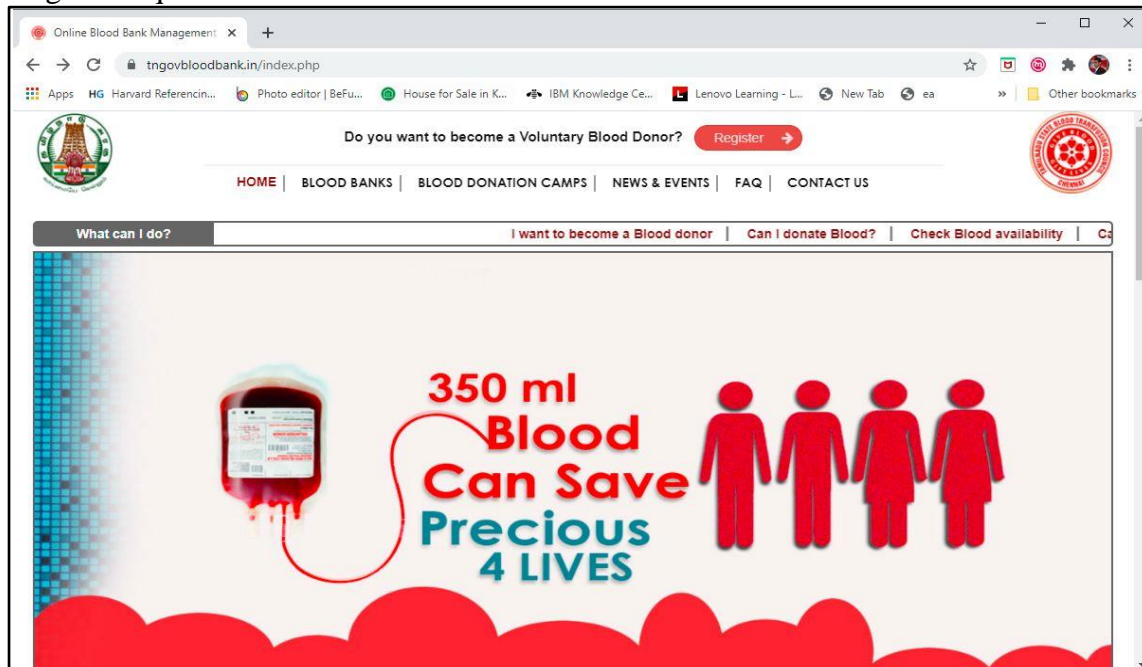 Online Blood Bank Management
tngovbloodbank.in/index.php
Apps HG Harvard Referencin... Photo editor | BeFu... House for Sale in K... IBM Knowledge Ce... L Lenovo Learning - L... New Tab ea » Other bookmarks
Do you want to become a Voluntary Blood Donor? Register
HOME | BLOOD BANKS | BLOOD DONATION CAMPS | NEWS & EVENTS | FAQ | CONTACT US
What can I do? I want to become a Blood donor | Can I donate Blood? | Check Blood availability | Ca
350 ml
Blood
Can Save
Precious
4 LIVES